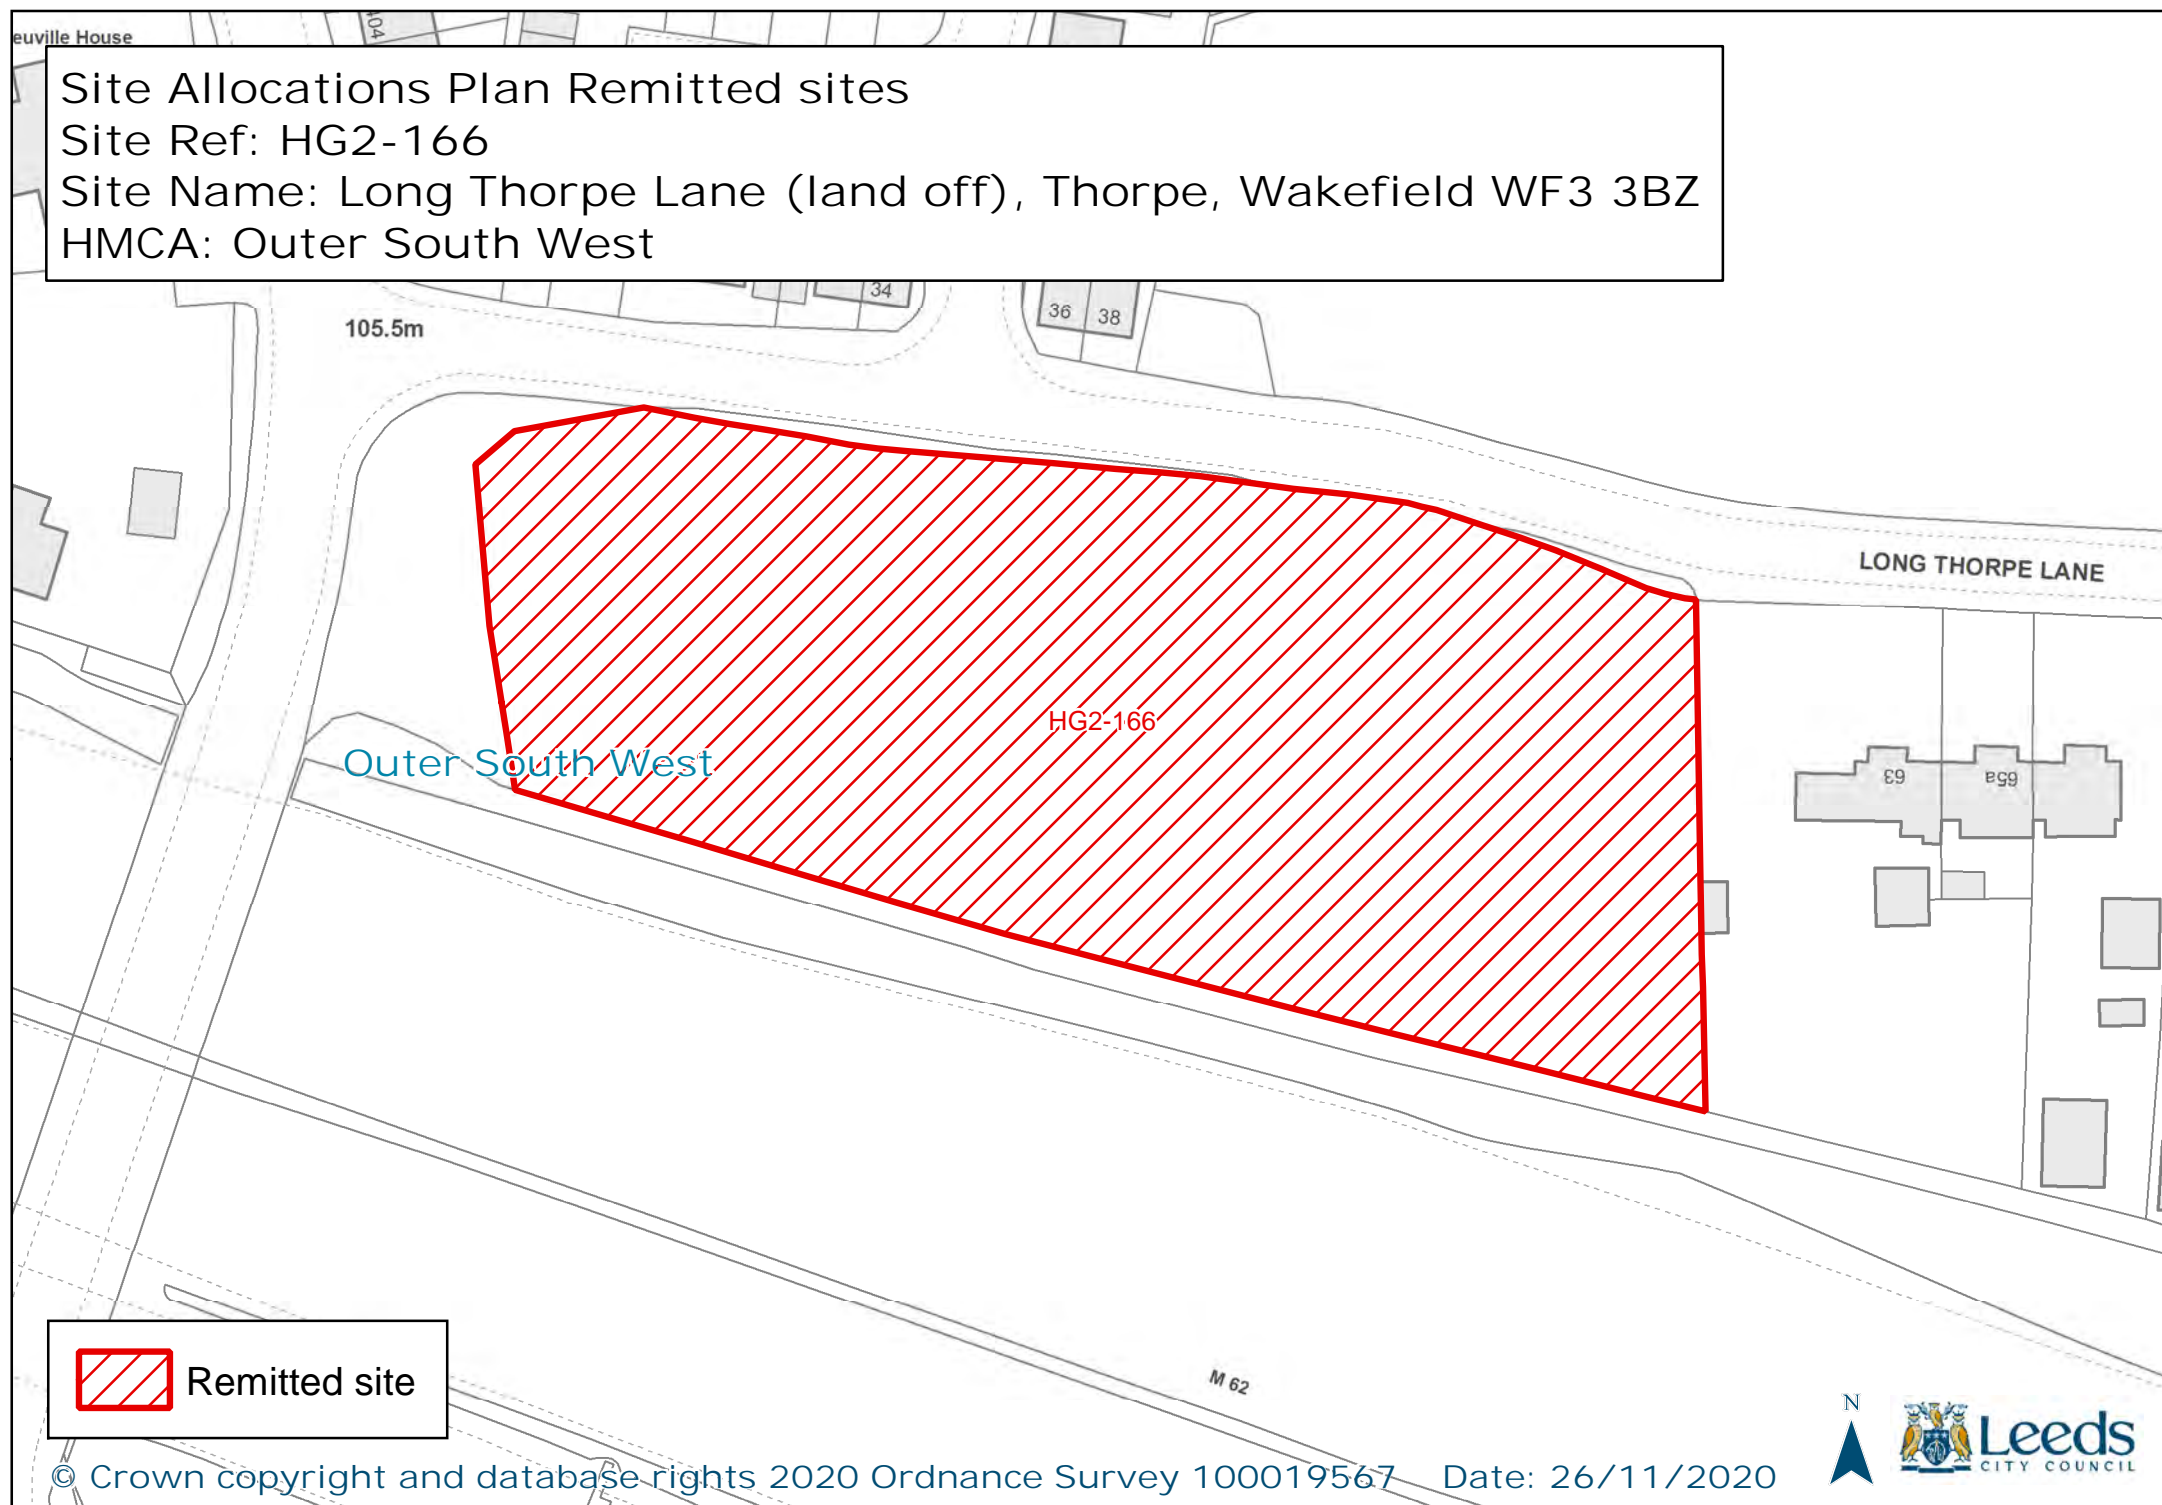 euville House
404
Site Allocations Plan Remitted sites
Site Ref: HG2-166
Site Name: Long Thorpe Lane (land off), Thorpe, Wakefield WF3 3BZ
HMCA: Outer South West
34
36
38
105.5m
LONG THORPE LANE
HG2-166
Outer South West
63
65a
M 62
Remitted site
N
Leeds
CITY COUNCIL
© Crown copyright and database rights 2020 Ordnance Survey 100019567 Date: 26/11/2020